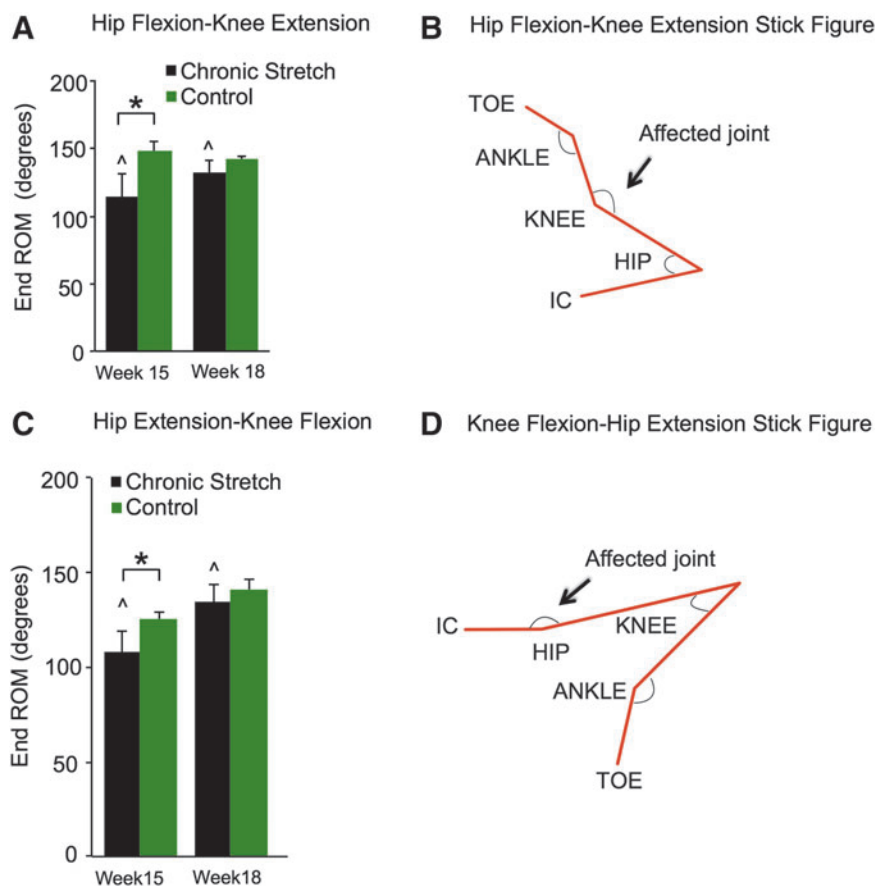 A Hip Flexion-Knee Extension
Chronic Stretch
Control
200
150
100
50
0
End ROM (degrees)
*
^
^
Week 15 Week 18
B Hip Flexion-Knee Extension Stick Figure
TOE
Affected joint
ANKLE
KNEE
HIP
IC
C Hip Extension-Knee Flexion
Chronic Stretch
Control
200
150
100
50
0
End ROM (degrees)
*
^
^
Week15 Week18
D Knee Flexion-Hip Extension Stick Figure
Affected joint
IC
KNEE
HIP
ANKLE
TOE